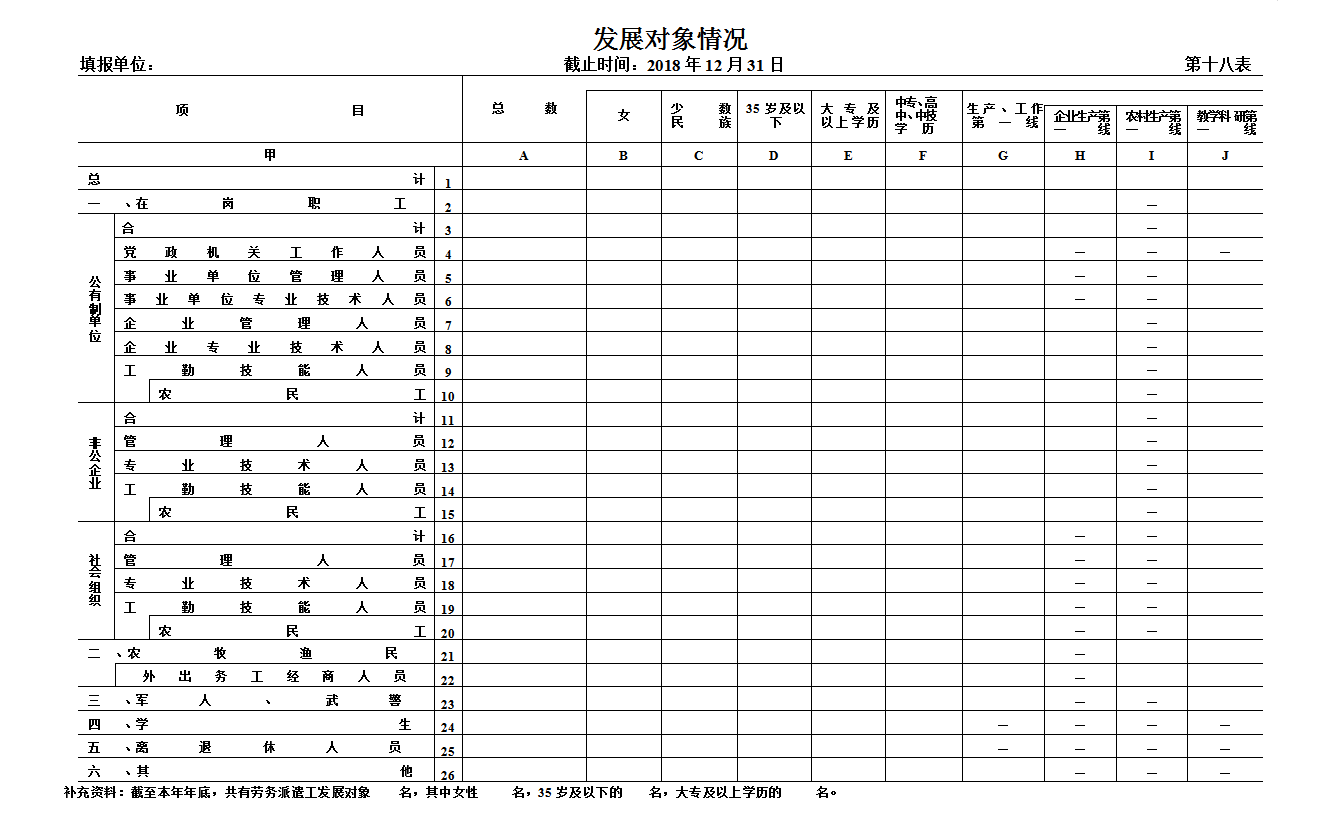 发展对象情况
填报单位： 截止时间：2018 年 12 月 31 日 第十八表
项 目 总 数 女 少 数 民 族 35 岁及以下 大 专 及 以上学历 中专、高中、中技学 历 生产、工作第 一 线 企业生产第一 线 农村生产第一 线 教学科 研第一 线
甲 A B C D E F G H I J
总 计 1
一 、在 岗 职 工 2 —
公有制单位
合 计 3 —
党 政 机 关 工 作 人 员 4 — — —
事 业 单 位 管 理 人 员 5 — —
事 业 单 位 专 业 技 术 人 员 6 — —
企 业 管 理 人 员 7 —
企 业 专 业 技 术 人 员 8 —
工 勤 技 能 人 员 9 —
农 民 工 10 —
非公企业
合 计 11 —
管 理 人 员 12 —
专 业 技 术 人 员 13 —
工 勤 技 能 人 员 14 —
农 民 工 15 —
社会组织
合 计 16 — —
管 理 人 员 17 — —
专 业 技 术 人 员 18 — —
工 勤 技 能 人 员 19 — —
农 民 工 20 — —
二 、农 牧 渔 民 21 —
外 出 务 工 经 商 人 员 22 —
三 、军 人 、 武 警 23 — —
四 、学 生 24 — — — —
五 、离 退 休 人 员 25 — — — —
六 、其 他 26 — — —
补充资料：截至本年年底，共有劳务派遣工发展对象 名，其中女性 名，35 岁及以下的 名，大专及以上学历的 名。